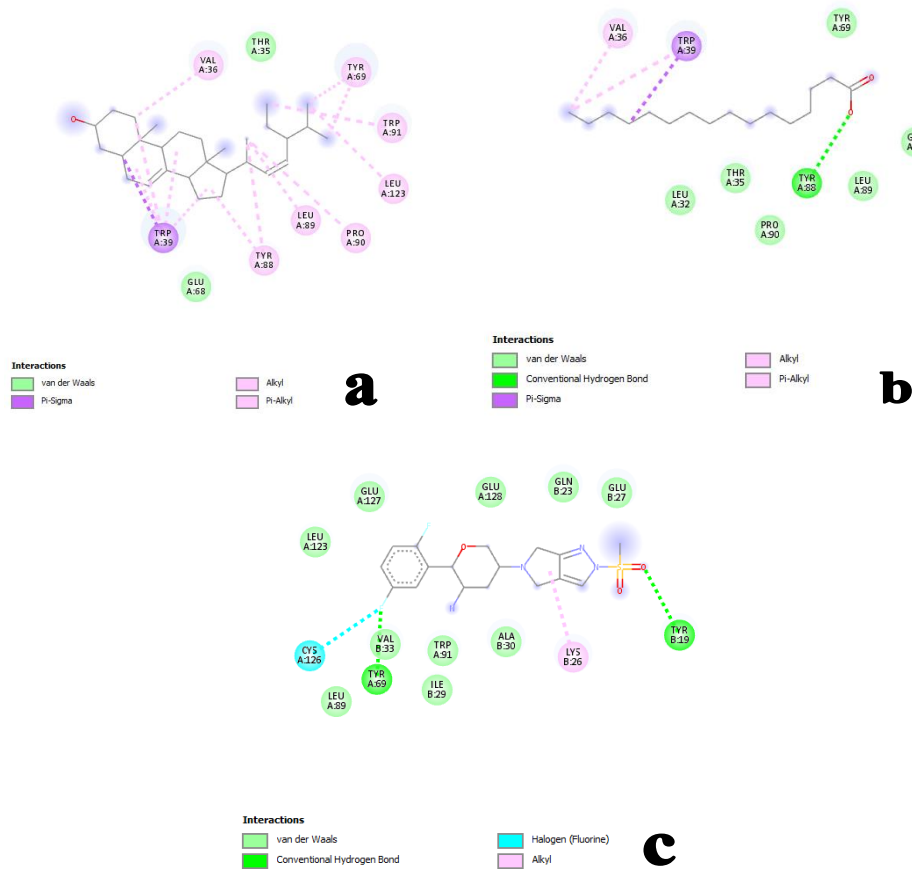 THR
A:35
VAL
A:36
TYR
A:69
TRP
A:91
LEU
A:123
LEU
A:89
PRO
A:90
TRP
A:39
TYR
A:88
GLU
A:68
Interactions
van der Waals
Pi-Sigma
Alkyl
Pi-Alkyl
a
VAL
A:36
TRP
A:39
TYR
A:69
O
O
G
A:
THR
A:35
TYR
A:88
LEU
A:89
LEU
A:32
PRO
A:90
Interactions
van der Waals
Conventional Hydrogen Bond
Pi-Sigma
Alkyl
Pi-Alkyl
b
GLU
A:127
GLU
A:128
GLN
B:23
GLU
B:27
LEU
A:123
O
N
N
N
N
O
O
CYS
A:126
VAL
B:33
TYR
A:69
TRP
A:91
ALA
B:30
LYS
B:26
TYR
B:19
LEU
A:89
ILE
B:29
Interactions
van der Waals
Conventional Hydrogen Bond
Halogen (Fluorine)
Alkyl
c